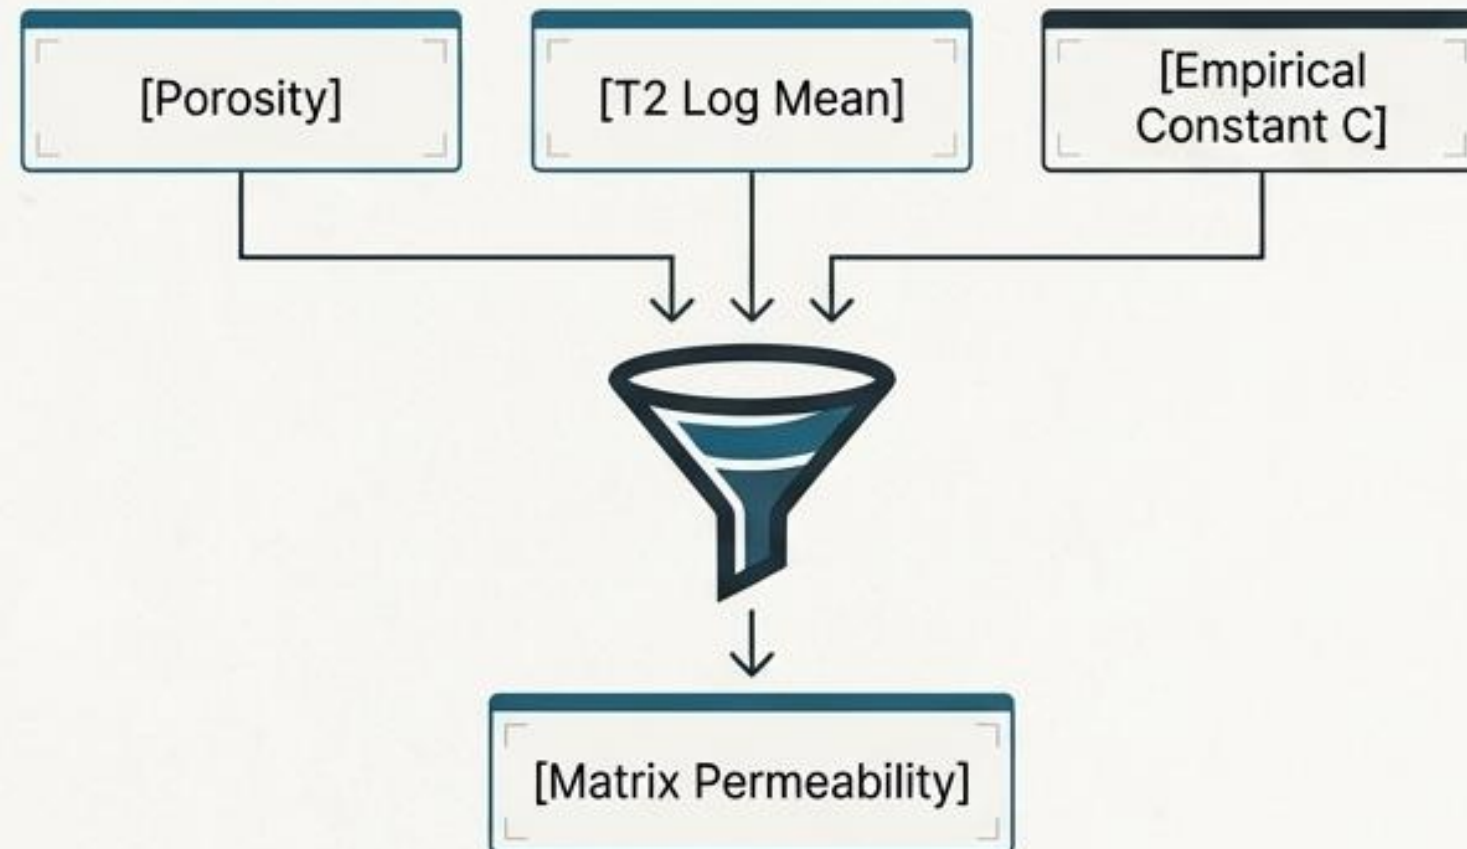 [Porosity]
[T2 Log Mean]
[Empirical
Constant C]
[Matrix Permeability]